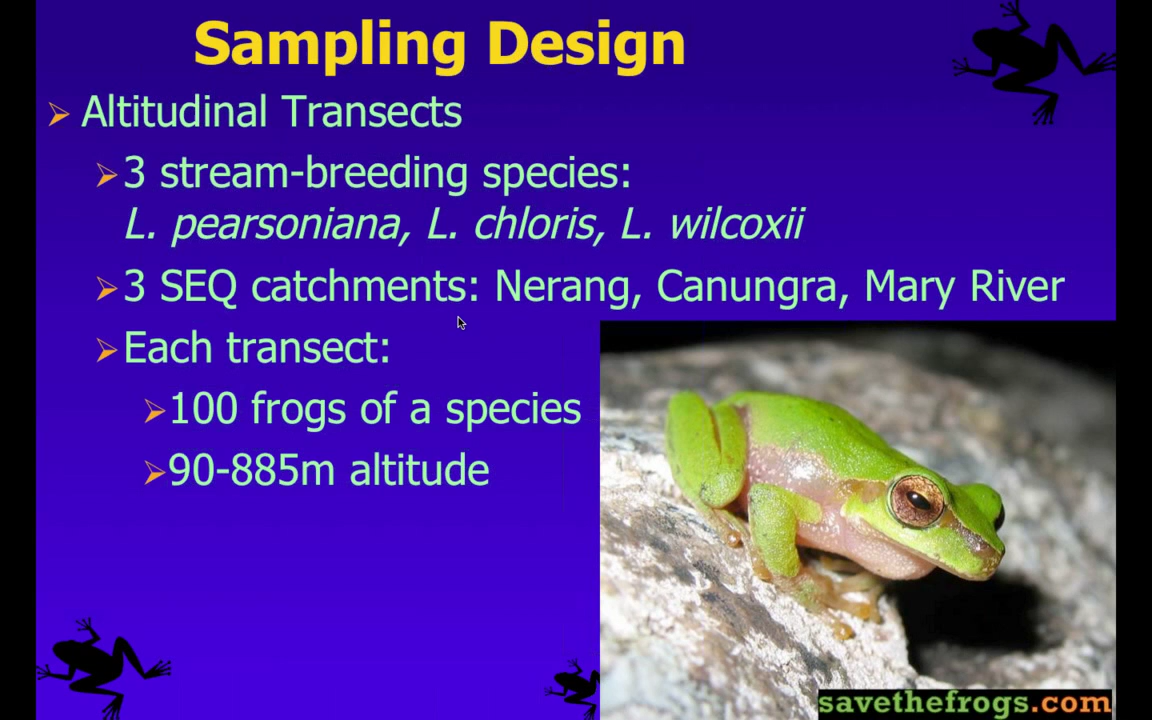 Sampling Design
Altitudinal Transects
3 stream-breeding species:
L. pearsoniana, L. chloris, L. wilcoxii
3 SEQ catchments: Nerang, Canungra, Mary River
Each transect:
100 frogs of a species
90-885m altitude
savethefrogs.com